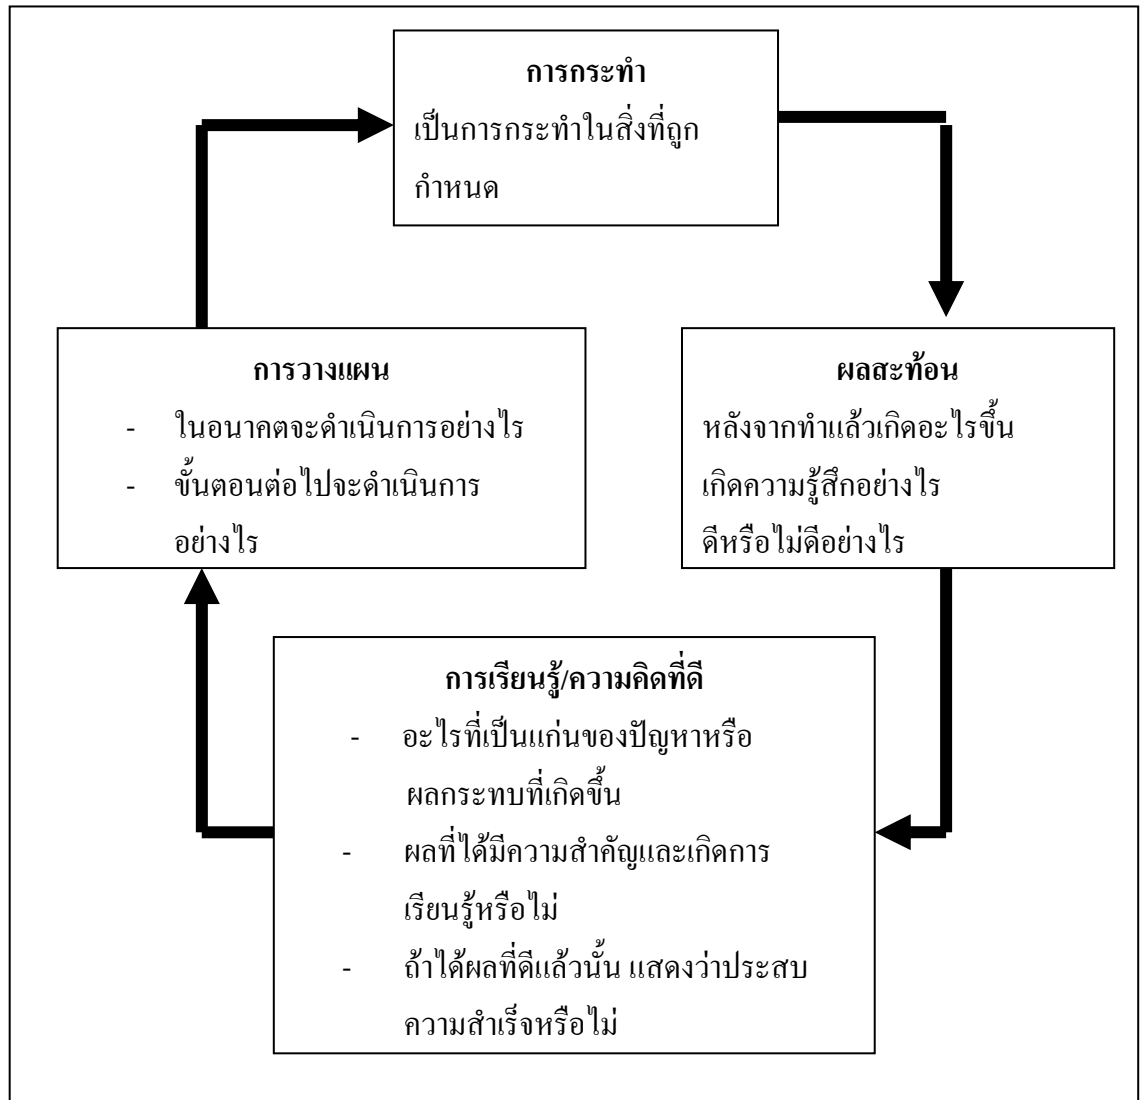 การกระทำ
เป็นการกระทำในสิ่งที่ถูก
กำหนด
การวางแผน
- ในอนาคตจะดำเนินการอย่างไร
- ขั้นตอนต่อไปจะดำเนินการ
อย่างไร
ผลสะท้อน
หลังจากทำแล้วเกิดอะไรขึ้น
เกิดความรู้สึกอย่างไร
ดีหรือไม่ดีอย่างไร
การเรียนรู้/ความคิดที่ดี
- อะไรที่เป็นแก่นของปัญหาหรือ
ผลกระทบที่เกิดขึ้น
- ผลที่ได้มีความสำคัญและเกิดการ
เรียนรู้หรือไม่
- ถ้าได้ผลที่ดีแล้วนั้น แสดงว่าประสบ
ความสำเร็จหรือไม่